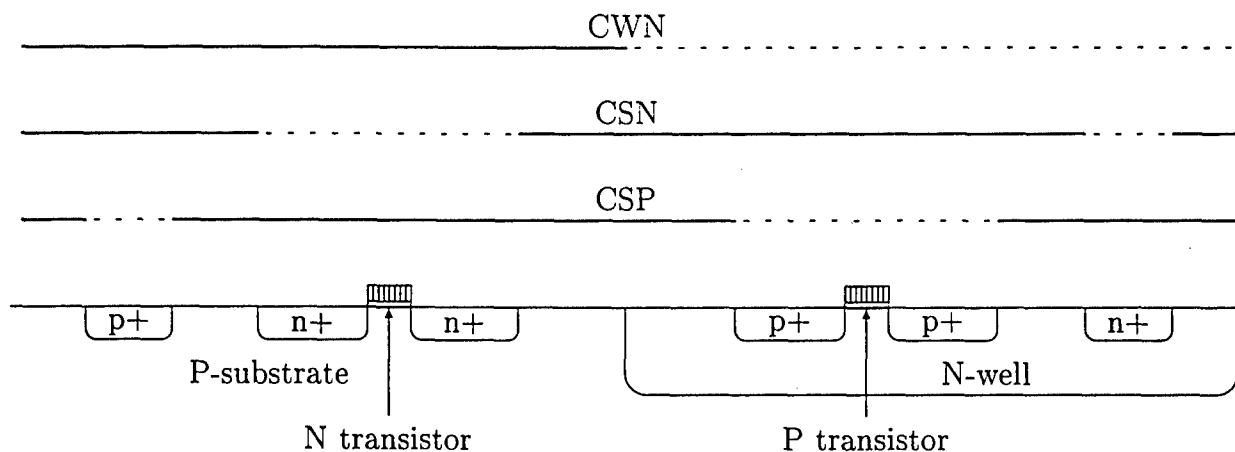 CWN
CSN
CSP
p+ n+ n+ p+ p+ n+
P-substrate N-well
N transistor P transistor